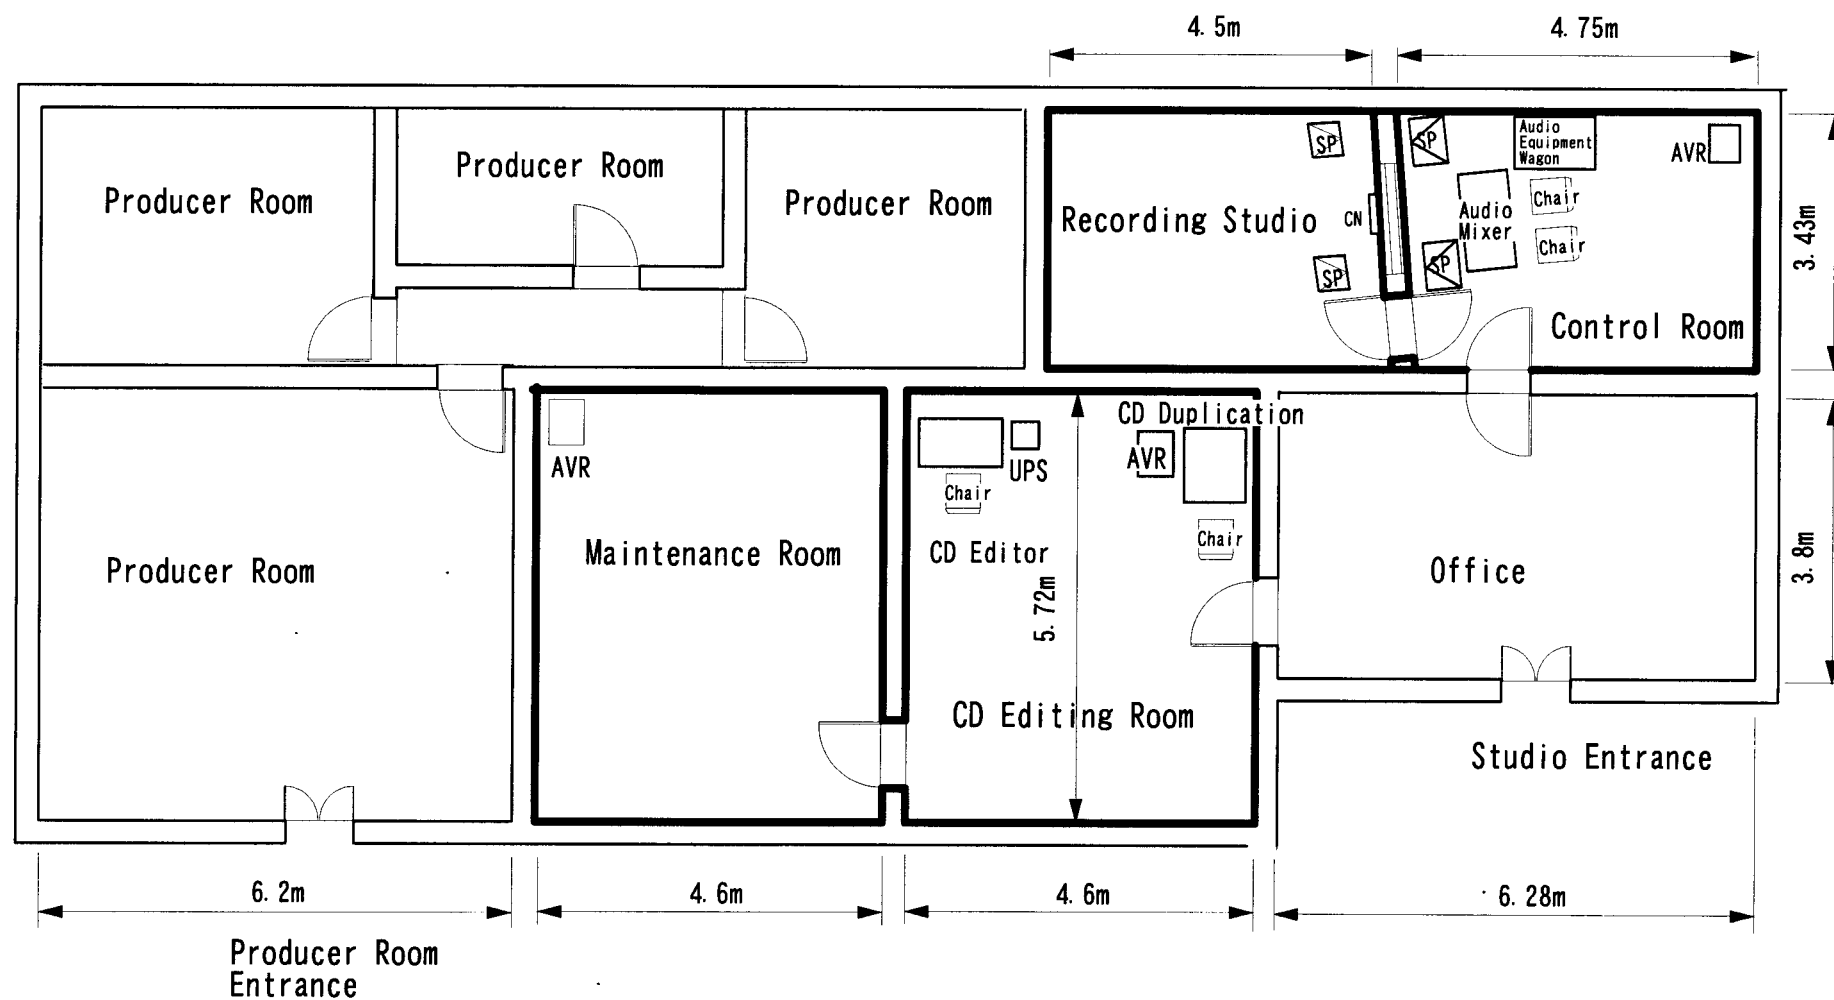 4.5m
4.75m
Producer Room
Producer Room
Producer Room
Recording Studio
SP
SP
CN
SP
SP
Audio
Equipment
Wagon
AVR
Audio
Mixer
Chair
Chair
Control Room
3.43m
AVR
Maintenance Room
CD Duplication
UPS
AVR
Chair
Chair
CD Editor
5.72m
CD Editing Room
Producer Room
Office
3.8m
Studio Entrance
6.2m
4.6m
4.6m
6.28m
Producer Room
Entrance